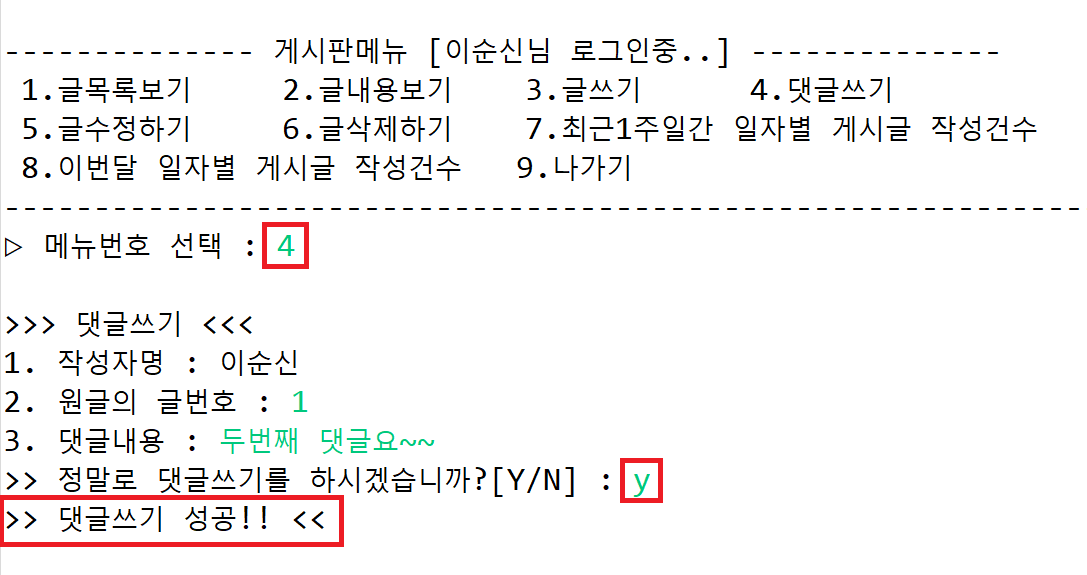 -------------- 게시판메뉴 [이순신님 로그인중..] --------------
1.글목록보기 2.글내용보기 3.글쓰기 4.댓글쓰기
5.글수정하기 6.글삭제하기 7.최근1주일간 일자별 게시글 작성건수
8.이번달 일자별 게시글 작성건수 9.나가기
------------------------------------------------------------
▷ 메뉴번호 선택 : 4
>>> 댓글쓰기 <<<
1. 작성자명 : 이순신
2. 원글의 글번호 : 1
3. 댓글내용 : 두번째 댓글요~~
>> 정말로 댓글쓰기를 하시겠습니까?[Y/N] : y
>> 댓글쓰기 성공!! <<